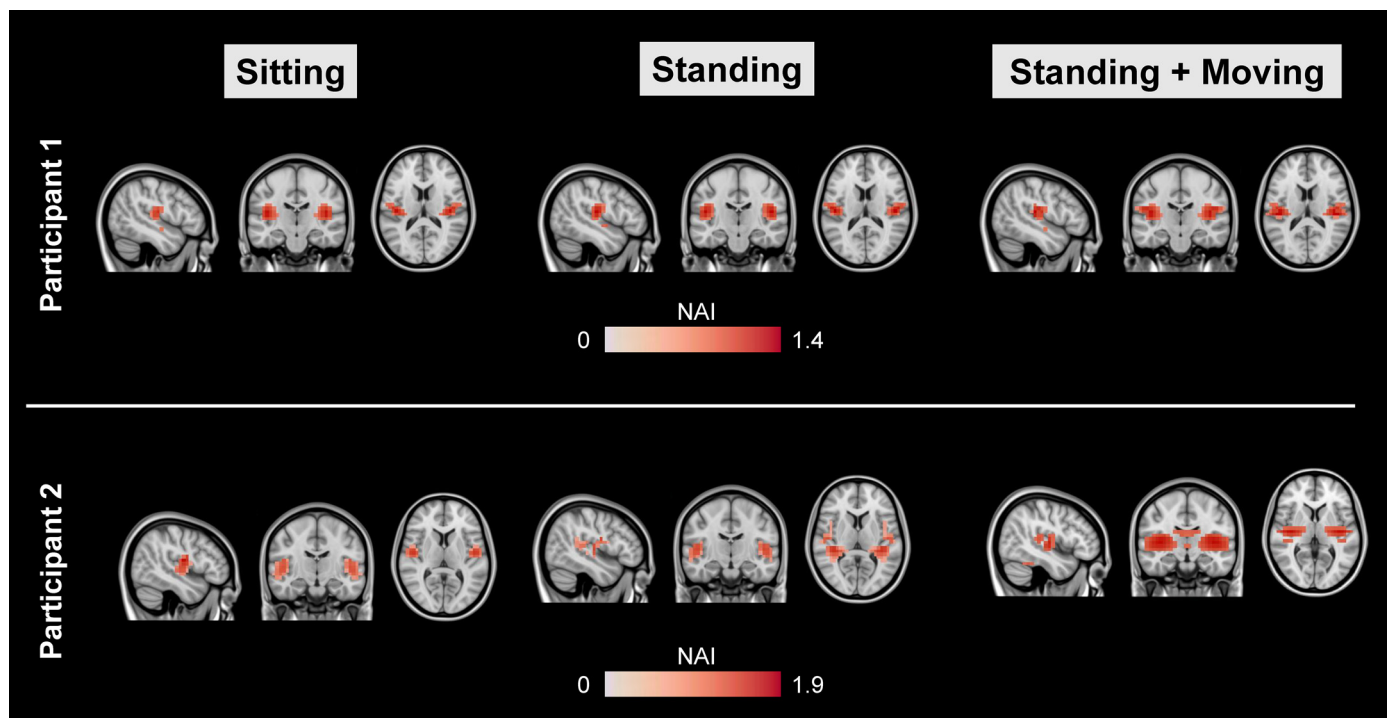 Sitting
Standing
Standing + Moving
Participant 1
NAI
0
1.4
Participant 2
NAI
0
1.9